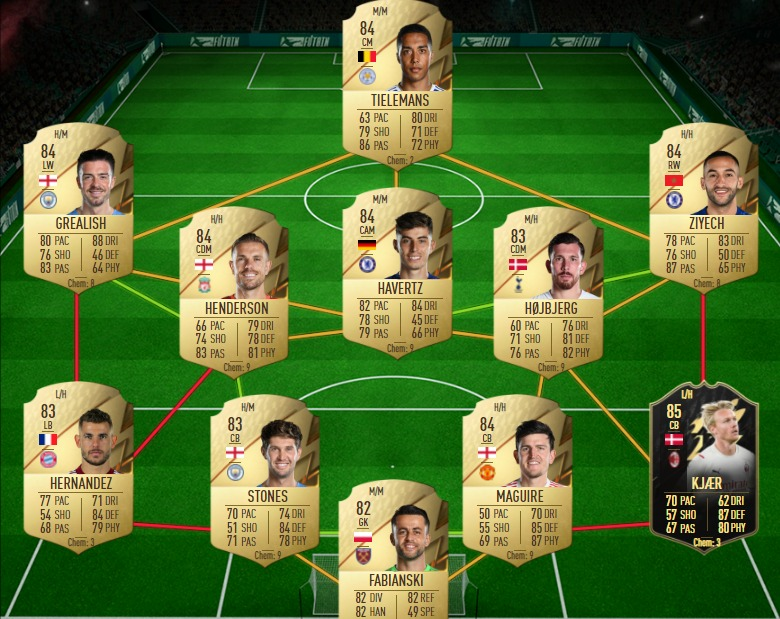 M/M
84
CM
TIELEMANS
63 PAC 80 DRI
79 SHO 71 DEF
86 PAS 72 PHY
Chem: 2
H/M
84
LW
GREALISH
80 PAC 88 DRI
76 SHO 46 DEF
83 PAS 64 PHY
Chem: 8
H/H
84
RW
ZIYECH
78 PAC 83 DRI
76 SHO 50 DEF
87 PAS 65 PHY
Chem: 8
H/H
84
CDM
HENDERSON
66 PAC 79 DRI
74 SHO 78 DEF
83 PAS 81 PHY
Chem: 9
M/M
84
CAM
HAVERTZ
82 PAC 84 DRI
78 SHO 45 DEF
79 PAS 66 PHY
Chem: 9
M/H
83
CDM
HØJBJERG
60 PAC 76 DRI
71 SHO 81 DEF
76 PAS 82 PHY
Chem: 9
L/H
83
LB
HERNANDEZ
77 PAC 71 DRI
54 SHO 84 DEF
68 PAS 79 PHY
Chem: 3
H/M
83
CB
STONES
70 PAC 74 DRI
51 SHO 84 DEF
71 PAS 78 PHY
Chem: 9
H/H
84
CB
MAGUIRE
50 PAC 70 DRI
55 SHO 85 DEF
69 PAS 87 PHY
Chem: 9
L/H
85
CB
KJÆR
70 PAC 62 DRI
57 SHO 87 DEF
67 PAS 80 PHY
Chem: 3
M/M
82
GK
FABIANSKI
82 DIV 82 REF
82 HAN 49 SPE